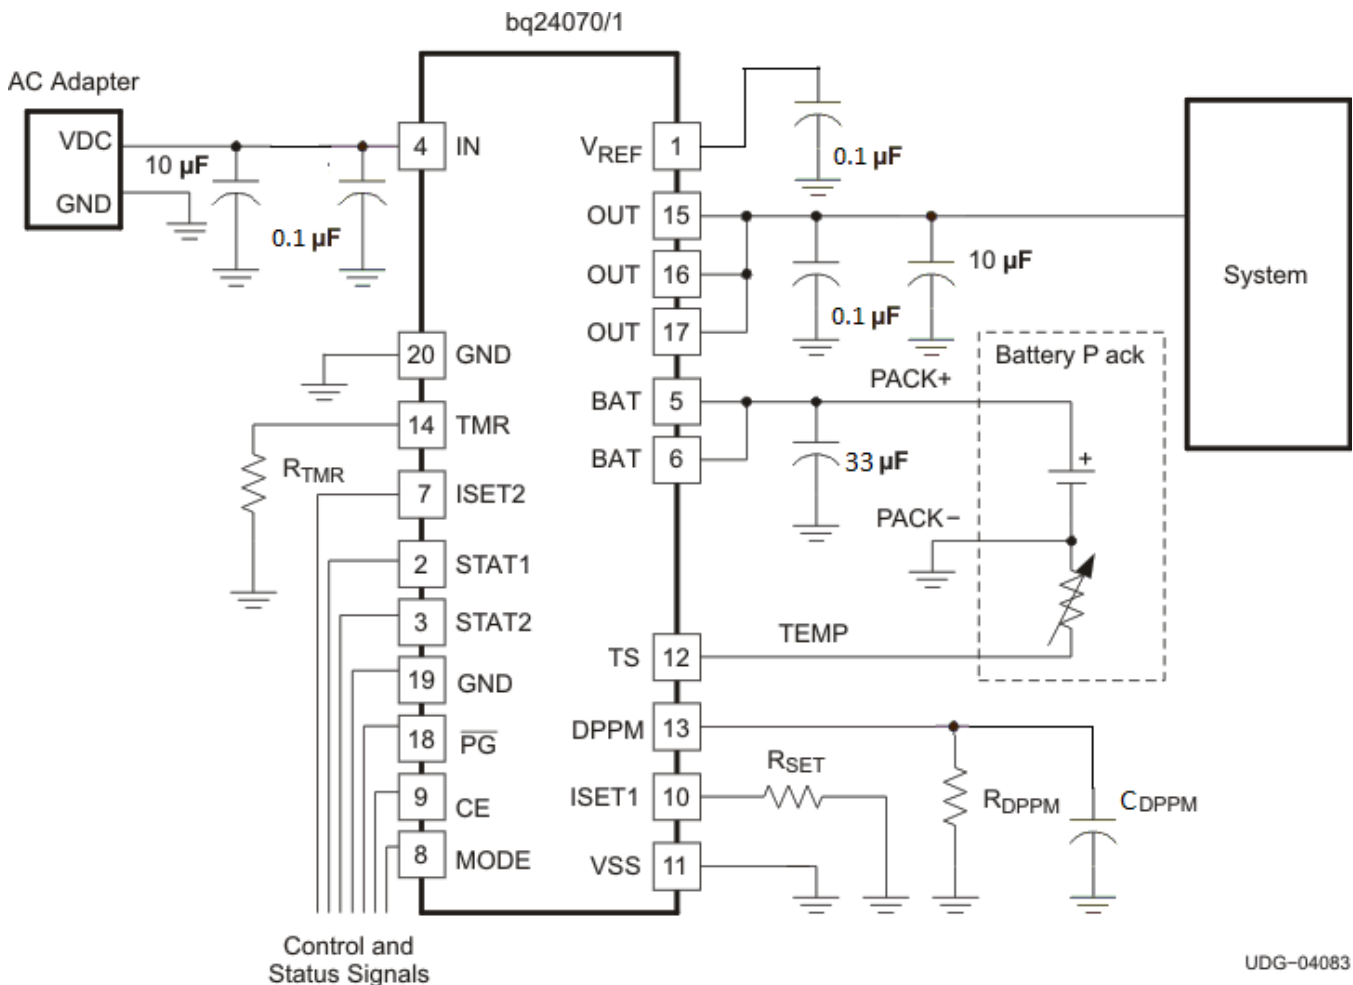 bq24070/1
AC Adapter
VDC
GND
10 µF
0.1 µF
4 IN
20 GND
14 TMR
RTMR
7 ISET2
2 STAT1
3 STAT2
19 GND
18 PG
9 CE
8 MODE
Control and
Status Signals
VREF 1
0.1 µF
OUT 15
OUT 16
OUT 17
0.1 µF
10 µF
System
BAT 5
BAT 6
PACK+
33 µF
PACK−
Battery P ack
+
TS 12
TEMP
DPPM 13
ISET1 10
RSET
RDPPM
CDPPM
VSS 11
UDG−04083